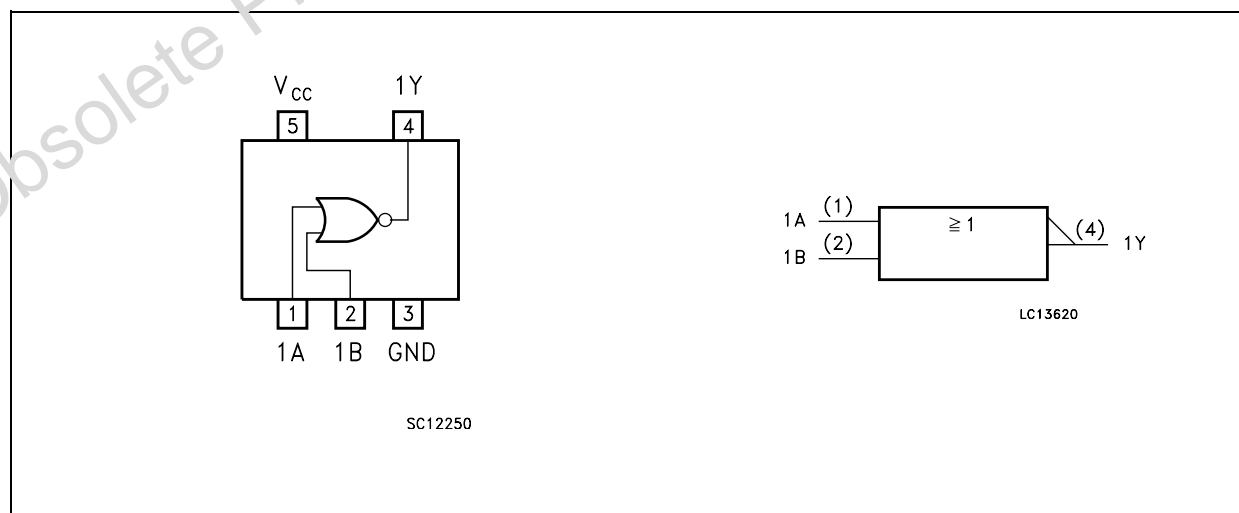 Obsolete P
V CC 1Y
5 4
1 2 3
1A 1B GND
SC12250
1A (1) ≧ 1 (4) 1Y
1B (2)
LC13620